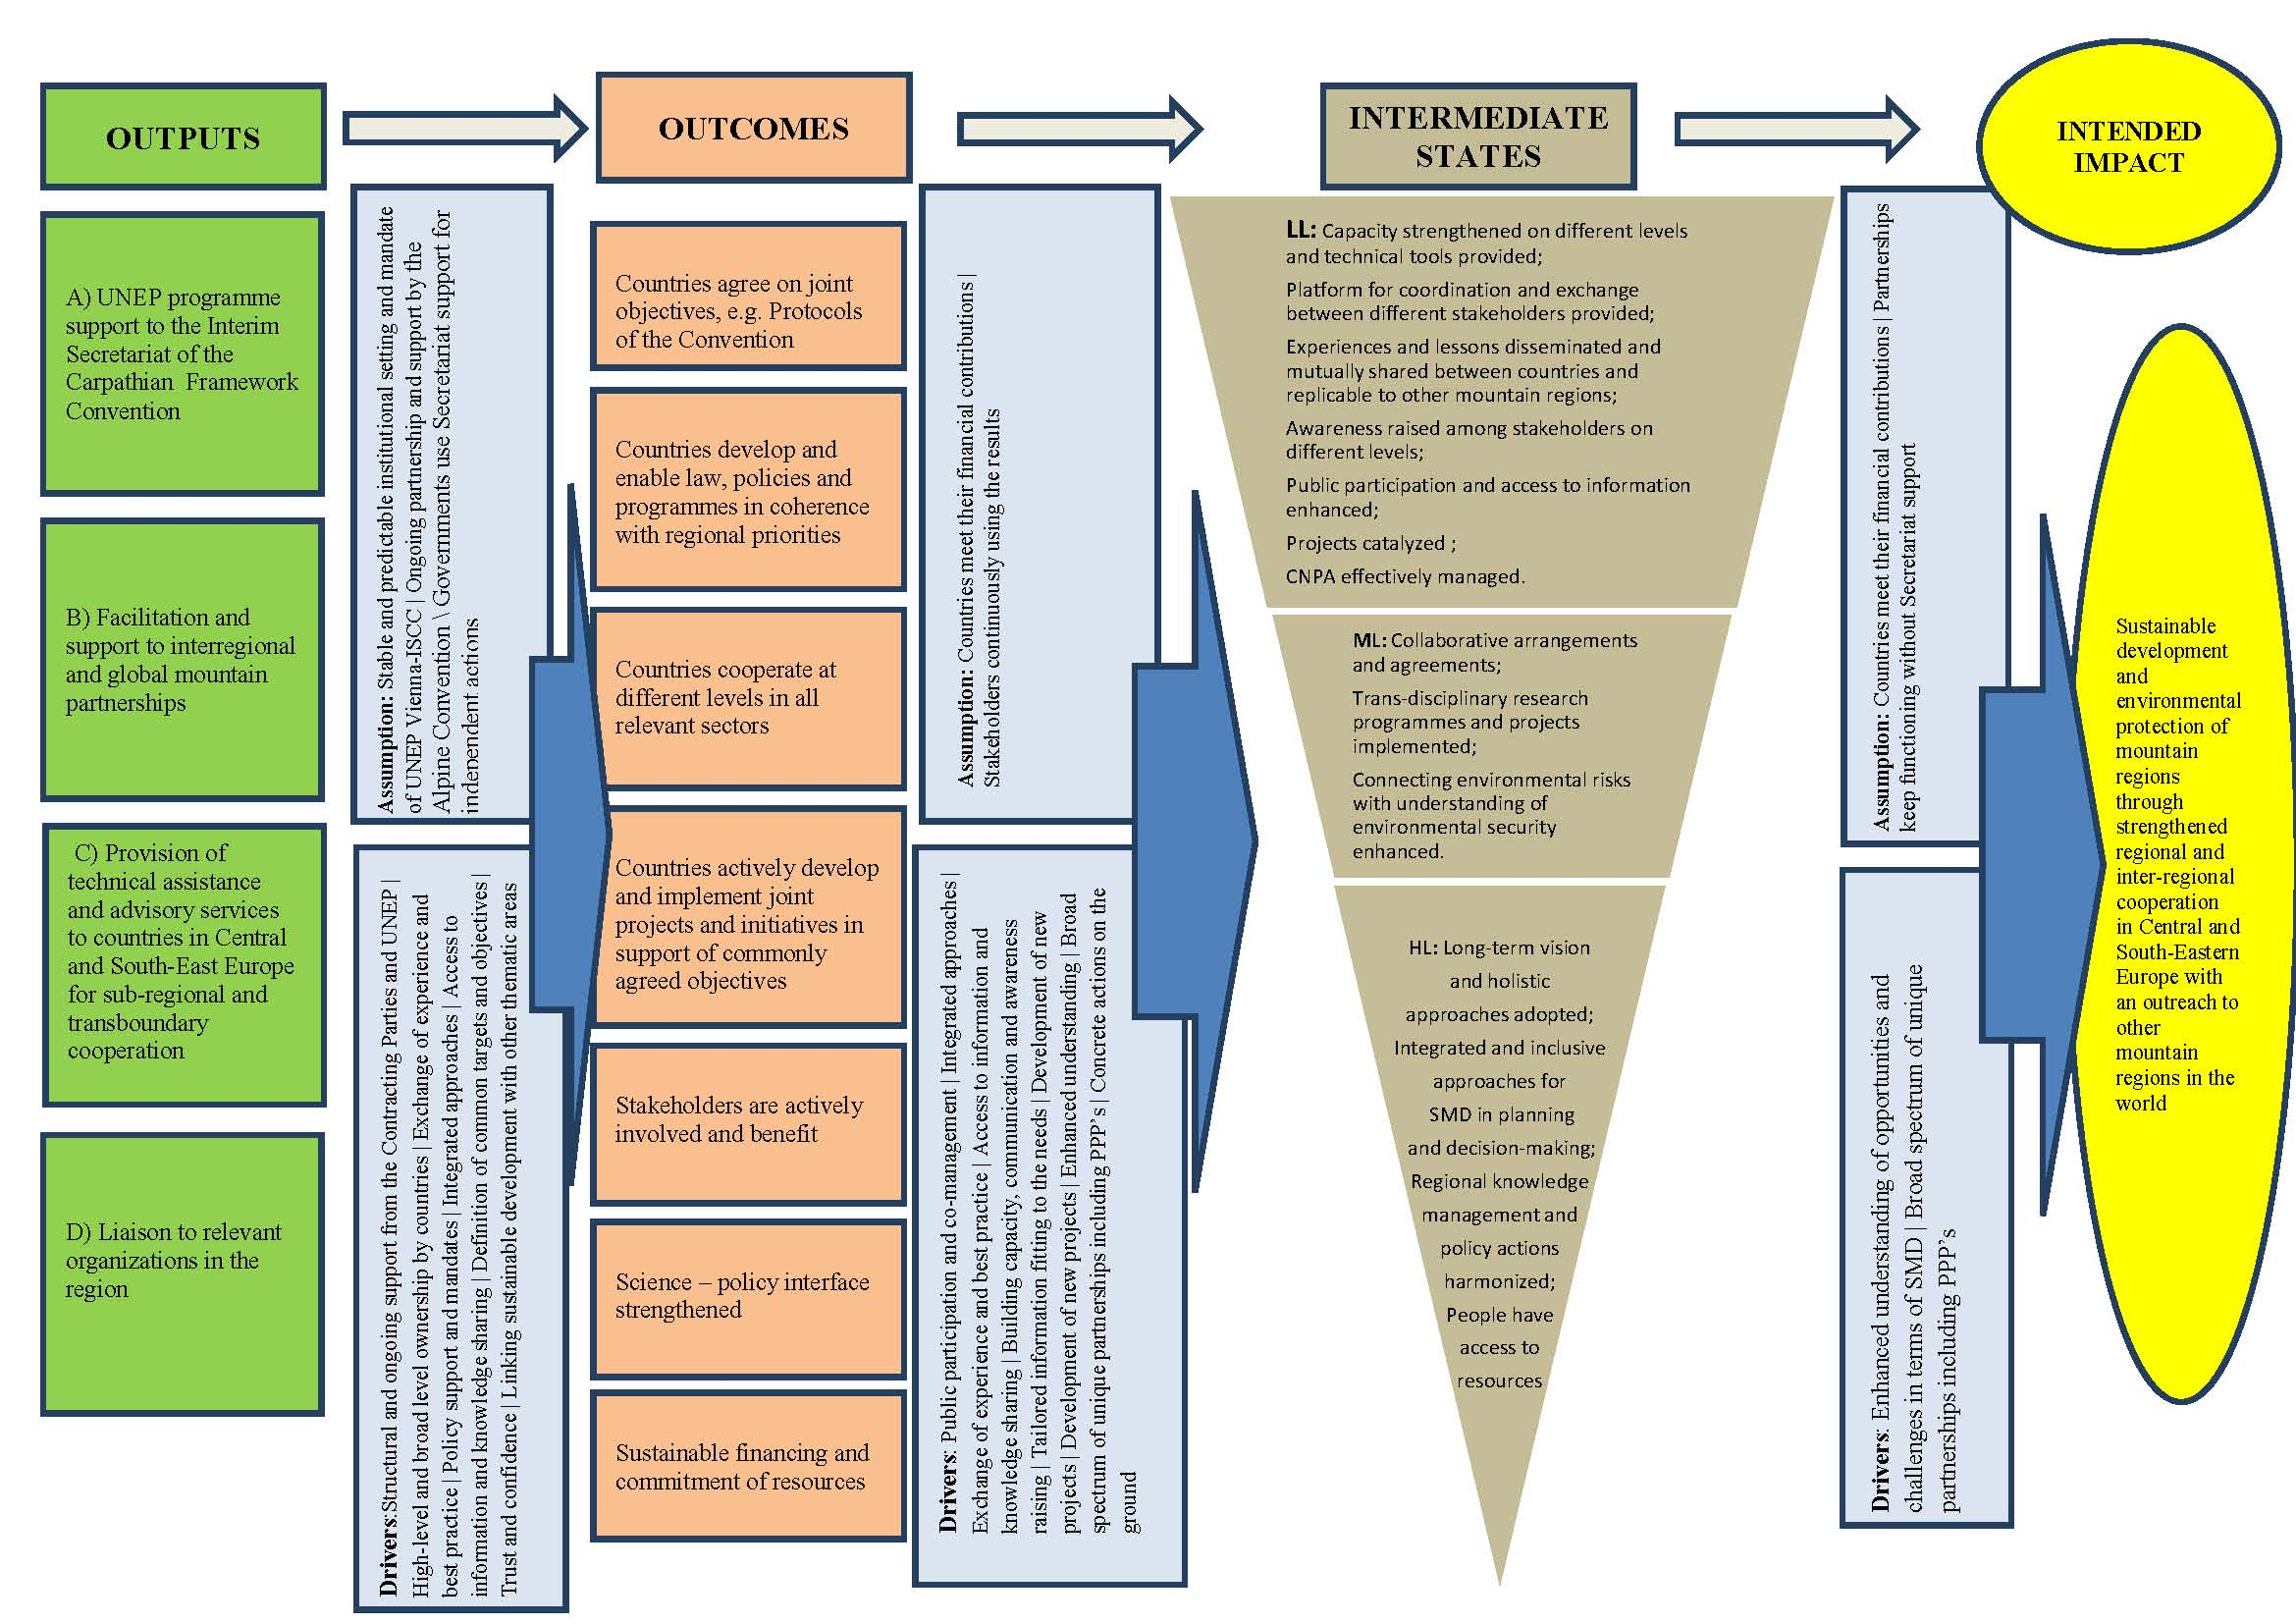 OUTPUTS
OUTCOMES
INTERMEDIATE
STATES
INTENDED
IMPACT
A) UNEP programme
support to the Interim
Secretariat of the
Carpathian  Framework
Convention
B) Facilitation and
support to interregional
and global mountain
partnerships
C) Provision of
technical assistance
and advisory services
to countries in Central
and South-East Europe
for sub-regional and
transboundary
cooperation
D) Liaison to relevant
organizations in the
region
Assumption: Stable and predictable institutional setting and mandate
of UNEP Vienna-ISCC | Ongoing partnership and support by the
Alpine Convention \ Governments use Secretariat support for
independent actions
Drivers:Structural and ongoing support from the Contracting Parties and UNEP |
High-level and broad level ownership by countries | Exchange of experience and
best practice | Policy support and mandates | Integrated approaches | Access to
information and knowledge sharing | Definition of common targets and objectives |
Trust and confidence | Linking sustainable development with other thematic areas
Countries agree on joint
objectives, e.g. Protocols
of the Convention
Countries develop and
enable law, policies and
programmes in coherence
with regional priorities
Countries cooperate at
different levels in all
relevant sectors
Countries actively develop
and implement joint
projects and initiatives in
support of commonly
agreed objectives
Stakeholders are actively
involved and benefit
Science – policy interface
strengthened
Sustainable financing and
commitment of resources
Assumption: Countries meet their financial contributions |
Stakeholders continuously using the results
Drivers: Public participation and co-management | Integrated approaches |
Exchange of experience and best practice | Access to information and
knowledge sharing | Building capacity, communication and awareness
raising | Tailored information fitting to the needs | Development of new
projects | Development of new projects | Enhanced understanding | Broad
spectrum of unique partnerships including PPP's | Concrete actions on the
ground
LL: Capacity strengthened on different levels
and technical tools provided;
Platform for coordination and exchange
between different stakeholders provided;
Experiences and lessons disseminated and
mutually shared between countries and
replicable to other mountain regions;
Awareness raised among stakeholders on
different levels;
Public participation and access to information
enhanced;
Projects catalyzed ;
CNPA effectively managed.
ML: Collaborative arrangements
and agreements;
Trans-disciplinary research
programmes and projects
implemented;
Connecting environmental risks
with understanding of
environmental security
enhanced.
HL: Long-term vision
and holistic
approaches adopted;
Integrated and inclusive
approaches for
SMD in planning
and decision-making;
Regional knowledge
management and
policy actions
harmonized;
People have
access to
resources
Assumption: Countries meet their financial contributions | Partnerships
keep functioning without Secretariat support
Drivers: Enhanced understanding of opportunities and
challenges in terms of SMD | Broad spectrum of unique
partnerships including PPP's
Sustainable
development
and
environmental
protection of
mountain
regions
through
strengthened
regional and
inter-regional
cooperation
in Central and
South-Eastern
Europe with
an outreach to
other
mountain
regions in the
world